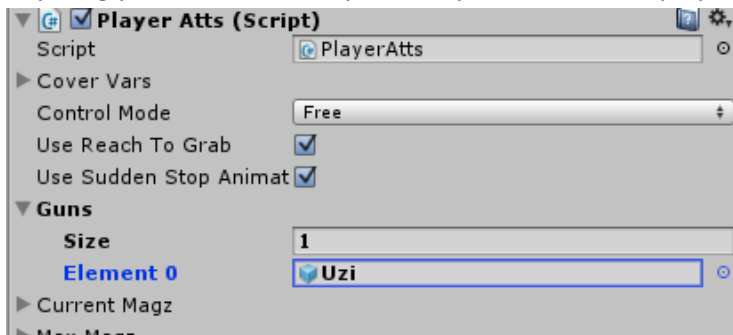 Player Atts (Script)
Script PlayerAtts
Cover Vars
Control Mode Free
Use Reach To Grab
Use Sudden Stop Animat
Guns
Size 1
Element 0 Uzi
Current Magz